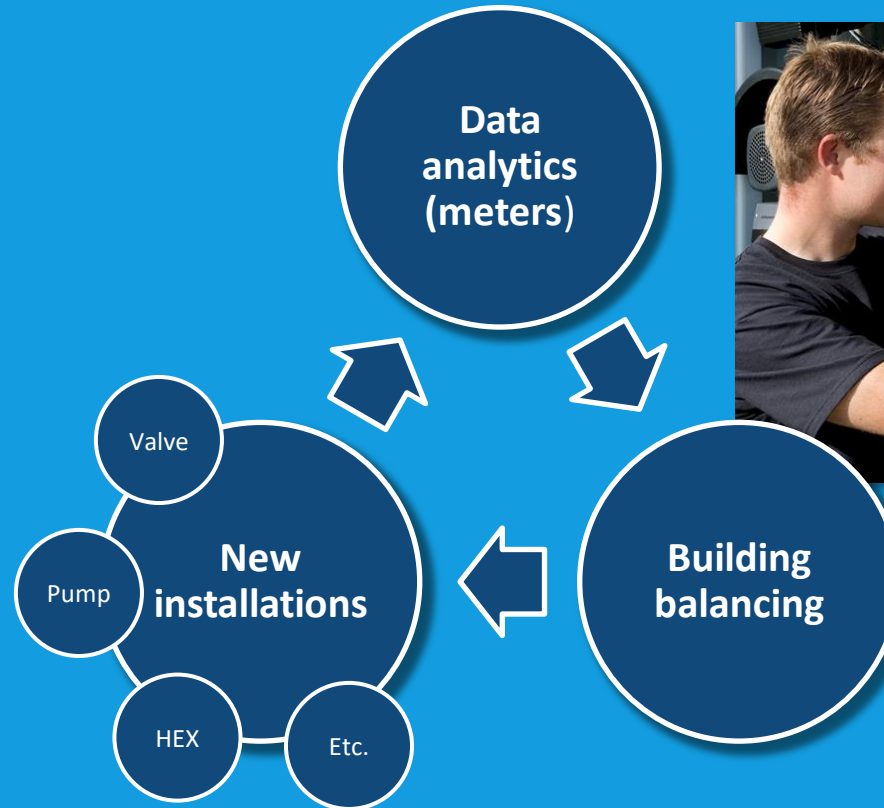 Data
analytics
(meters)
Building
balancing
New
installations
Valve
Pump
HEX
Etc.